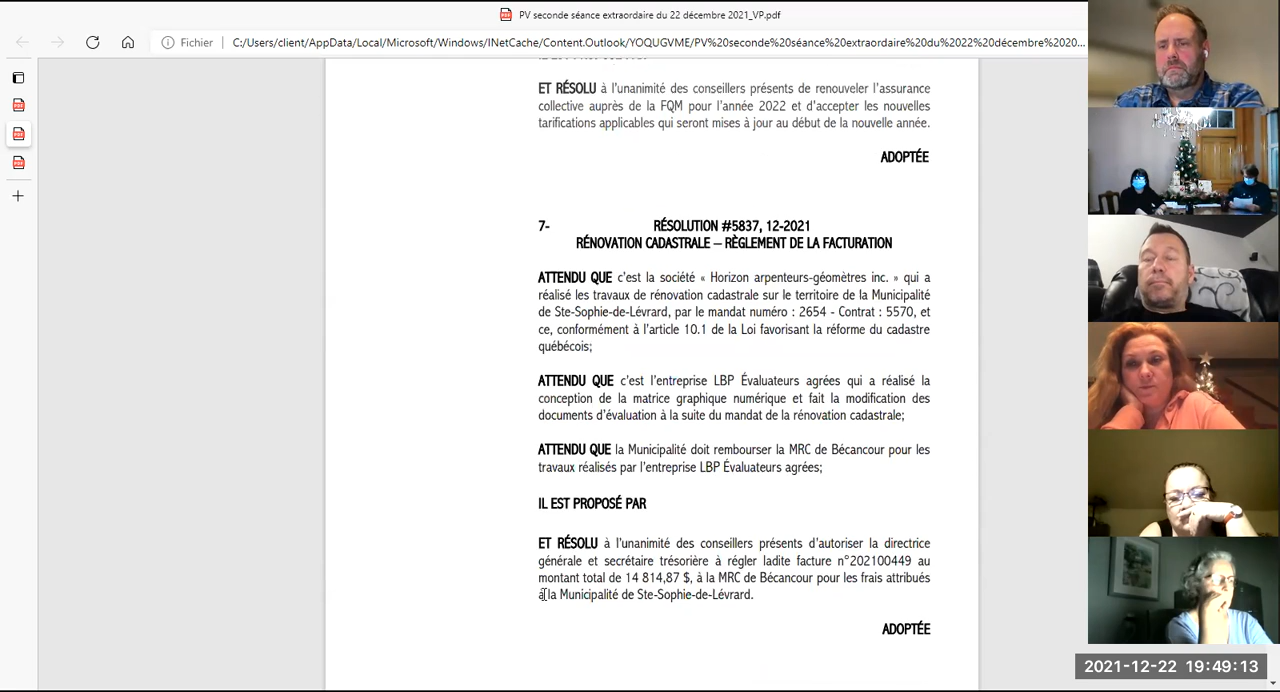 PV seconde séance extraordaire du 22 décembre 2021_VP.pdf
Fichier C:/Users/client/AppData/Local/Microsoft/Windows/INetCache/Content.Outlook/YOQUGVME/PV%20seconde%20séance%20extraordaire%20du%2022%20décembre%2020...
ET RÉSOLU à l'unanimité des conseillers présents de renouveler l'assurance
collective auprès de la FQM pour l'année 2022 et d'accepter les nouvelles
tarifications applicables qui seront mises à jour au début de la nouvelle année.
ADOPTÉE
7- RÉSOLUTION #5837, 12-2021
RÉNOVATION CADASTRALE – RÈGLEMENT DE LA FACTURATION
ATTENDU QUE c'est la société « Horizon arpenteurs-géomètres inc. » qui a
réalisé les travaux de rénovation cadastrale sur le territoire de la Municipalité
de Ste-Sophie-de-Lévrard, par le mandat numéro : 2654 - Contrat : 5570, et
ce, conformément à l'article 10.1 de la Loi favorisant la réforme du cadastre
québécois;
ATTENDU QUE c'est l'entreprise LBP Évaluateurs agrées qui a réalisé la
conception de la matrice graphique numérique et fait la modification des
documents d'évaluation à la suite du mandat de la rénovation cadastrale;
ATTENDU QUE la Municipalité doit rembourser la MRC de Bécancour pour les
travaux réalisés par l'entreprise LBP Évaluateurs agrées;
IL EST PROPOSÉ PAR
ET RÉSOLU à l'unanimité des conseillers présents d'autoriser la directrice
générale et secrétaire trésorière à régler ladite facture n°202100449 au
montant total de 14 814,87 $, à la MRC de Bécancour pour les frais attribués
à la Municipalité de Ste-Sophie-de-Lévrard.
ADOPTÉE
2021-12-22 19:49:13